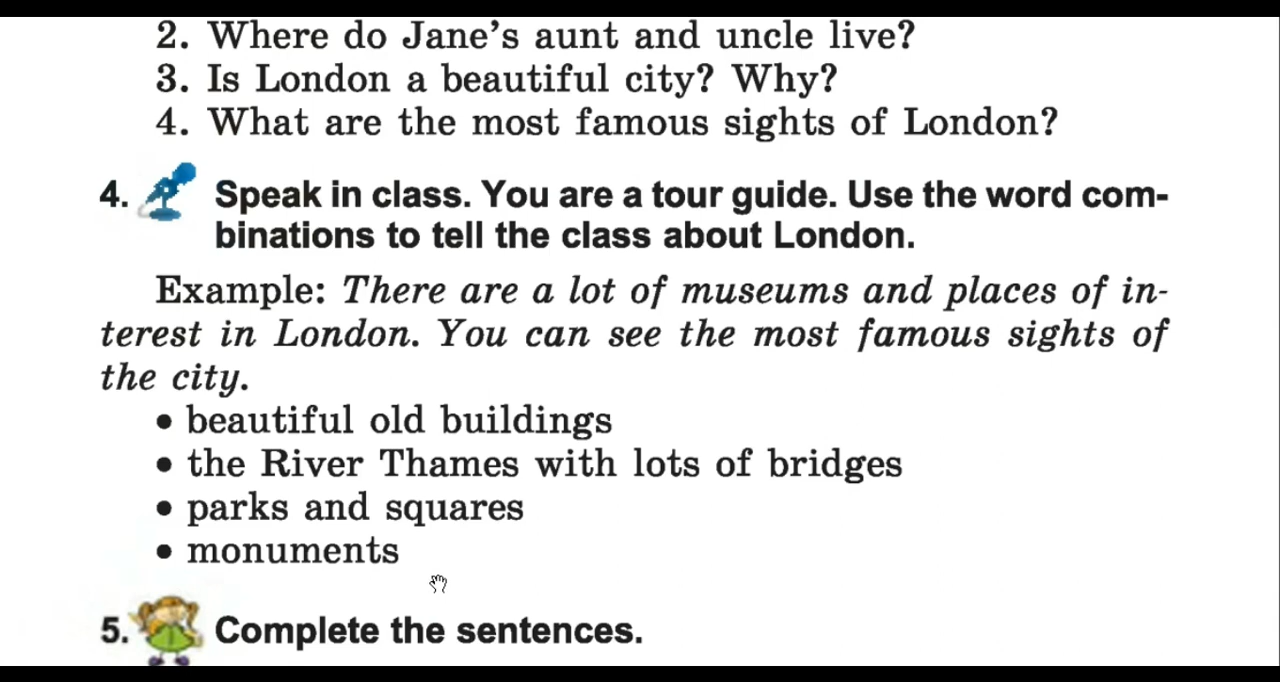 2. Where do Jane's aunt and uncle live?
3. Is London a beautiful city? Why?
4. What are the most famous sights of London?
4. Speak in class. You are a tour guide. Use the word com-
binations to tell the class about London.
Example: There are a lot of museums and places of in-
terest in London. You can see the most famous sights of
the city.
• beautiful old buildings
• the River Thames with lots of bridges
• parks and squares
• monuments
5. Complete the sentences.